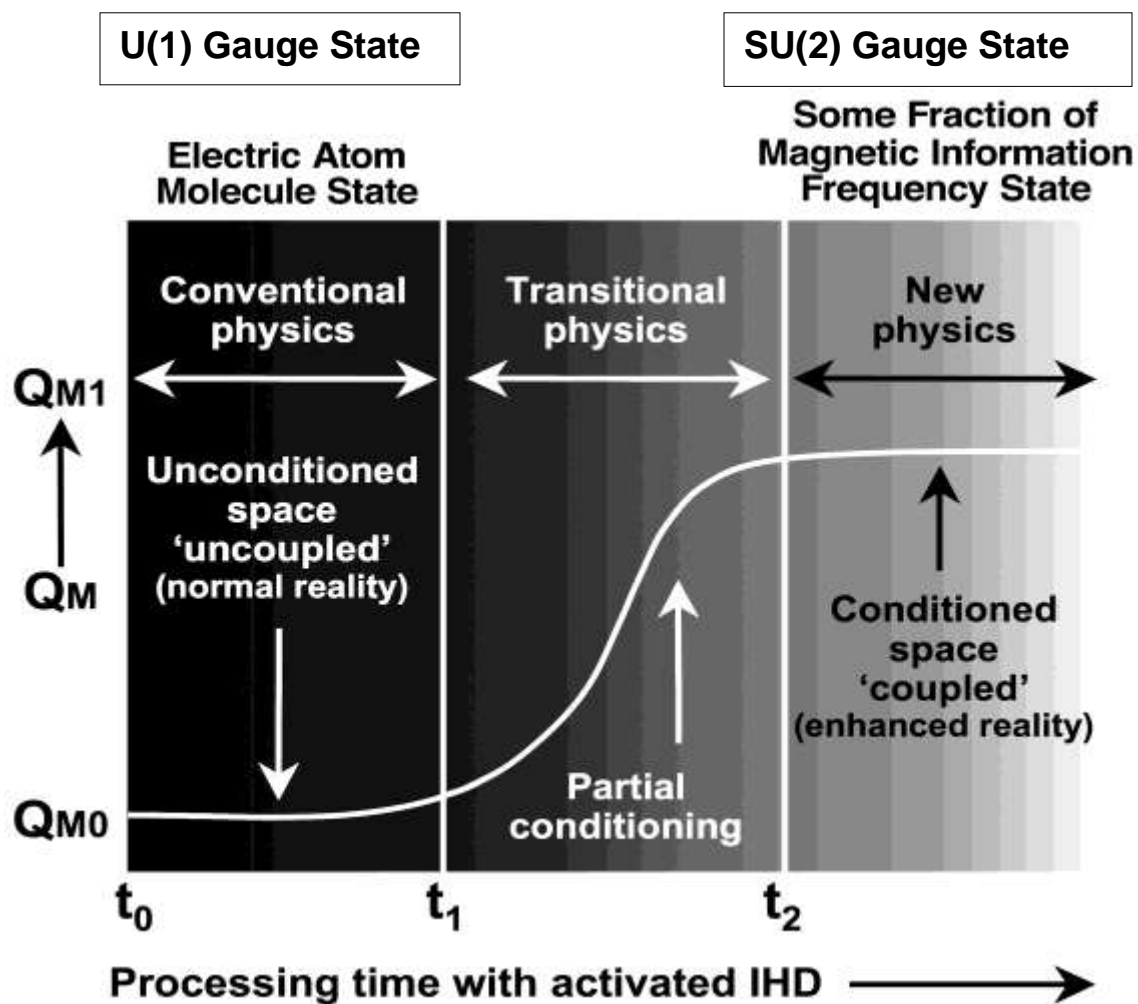 U(1) Gauge State
SU(2) Gauge State
Electric Atom
Molecule State
Some Fraction of
Magnetic Information
Frequency State
Conventional
physics
Transitional
physics
New
physics
QM1
QM
QM0
Unconditioned
space
‘uncoupled’
(normal reality)
Partial
conditioning
Conditioned
space
‘coupled’
(enhanced reality)
t0
t1
t2
Processing time with activated IHD